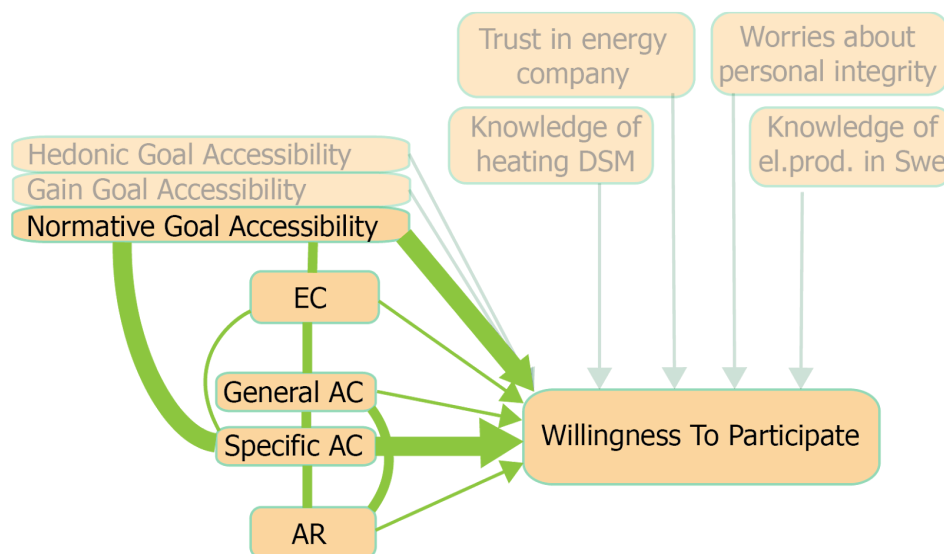 Trust in energy
company
Worries about
personal integrity
Knowledge of
heating DSM
Knowledge of
el.prod. in Swe
Hedonic Goal Accessibility
Gain Goal Accessibility
Normative Goal Accessibility
EC
General AC
Specific AC
AR
Willingness To Participate